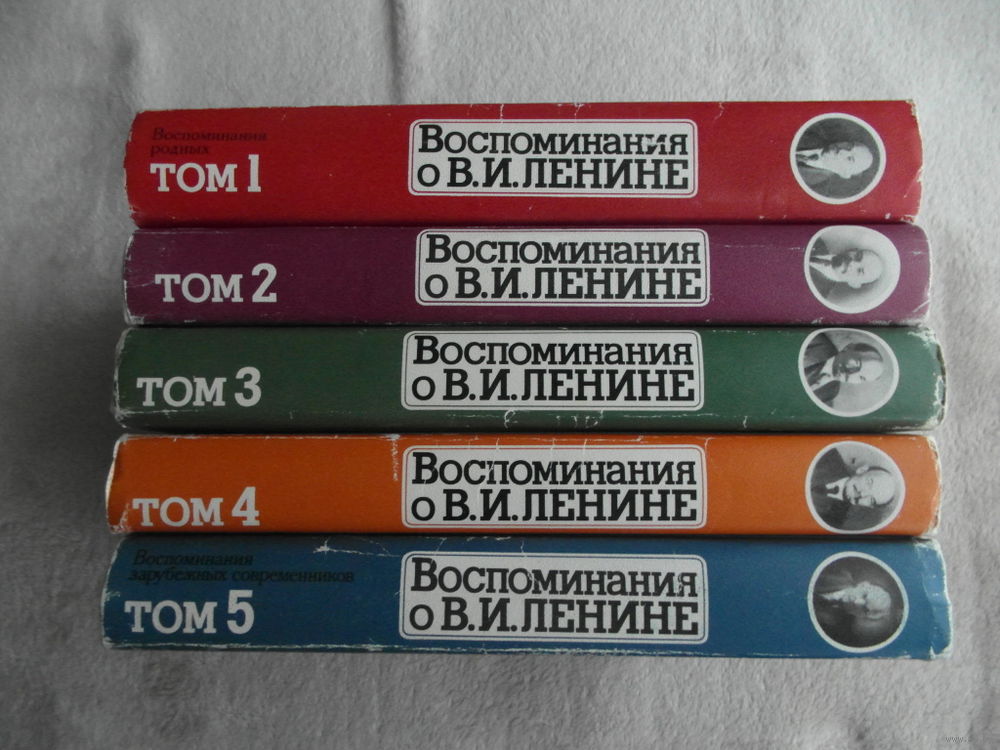 Воспоминания
родных
ТОМ 1
Воспоминания
о В.И.ЛЕНИНЕ
ТОМ 2
Воспоминания
о В.И.ЛЕНИНЕ
ТОМ 3
Воспоминания
о В.И.ЛЕНИНЕ
ТОМ 4
Воспоминания
о В.И.ЛЕНИНЕ
Воспоминания
зарубежных современников
ТОМ 5
Воспоминания
о В.И.ЛЕНИНЕ